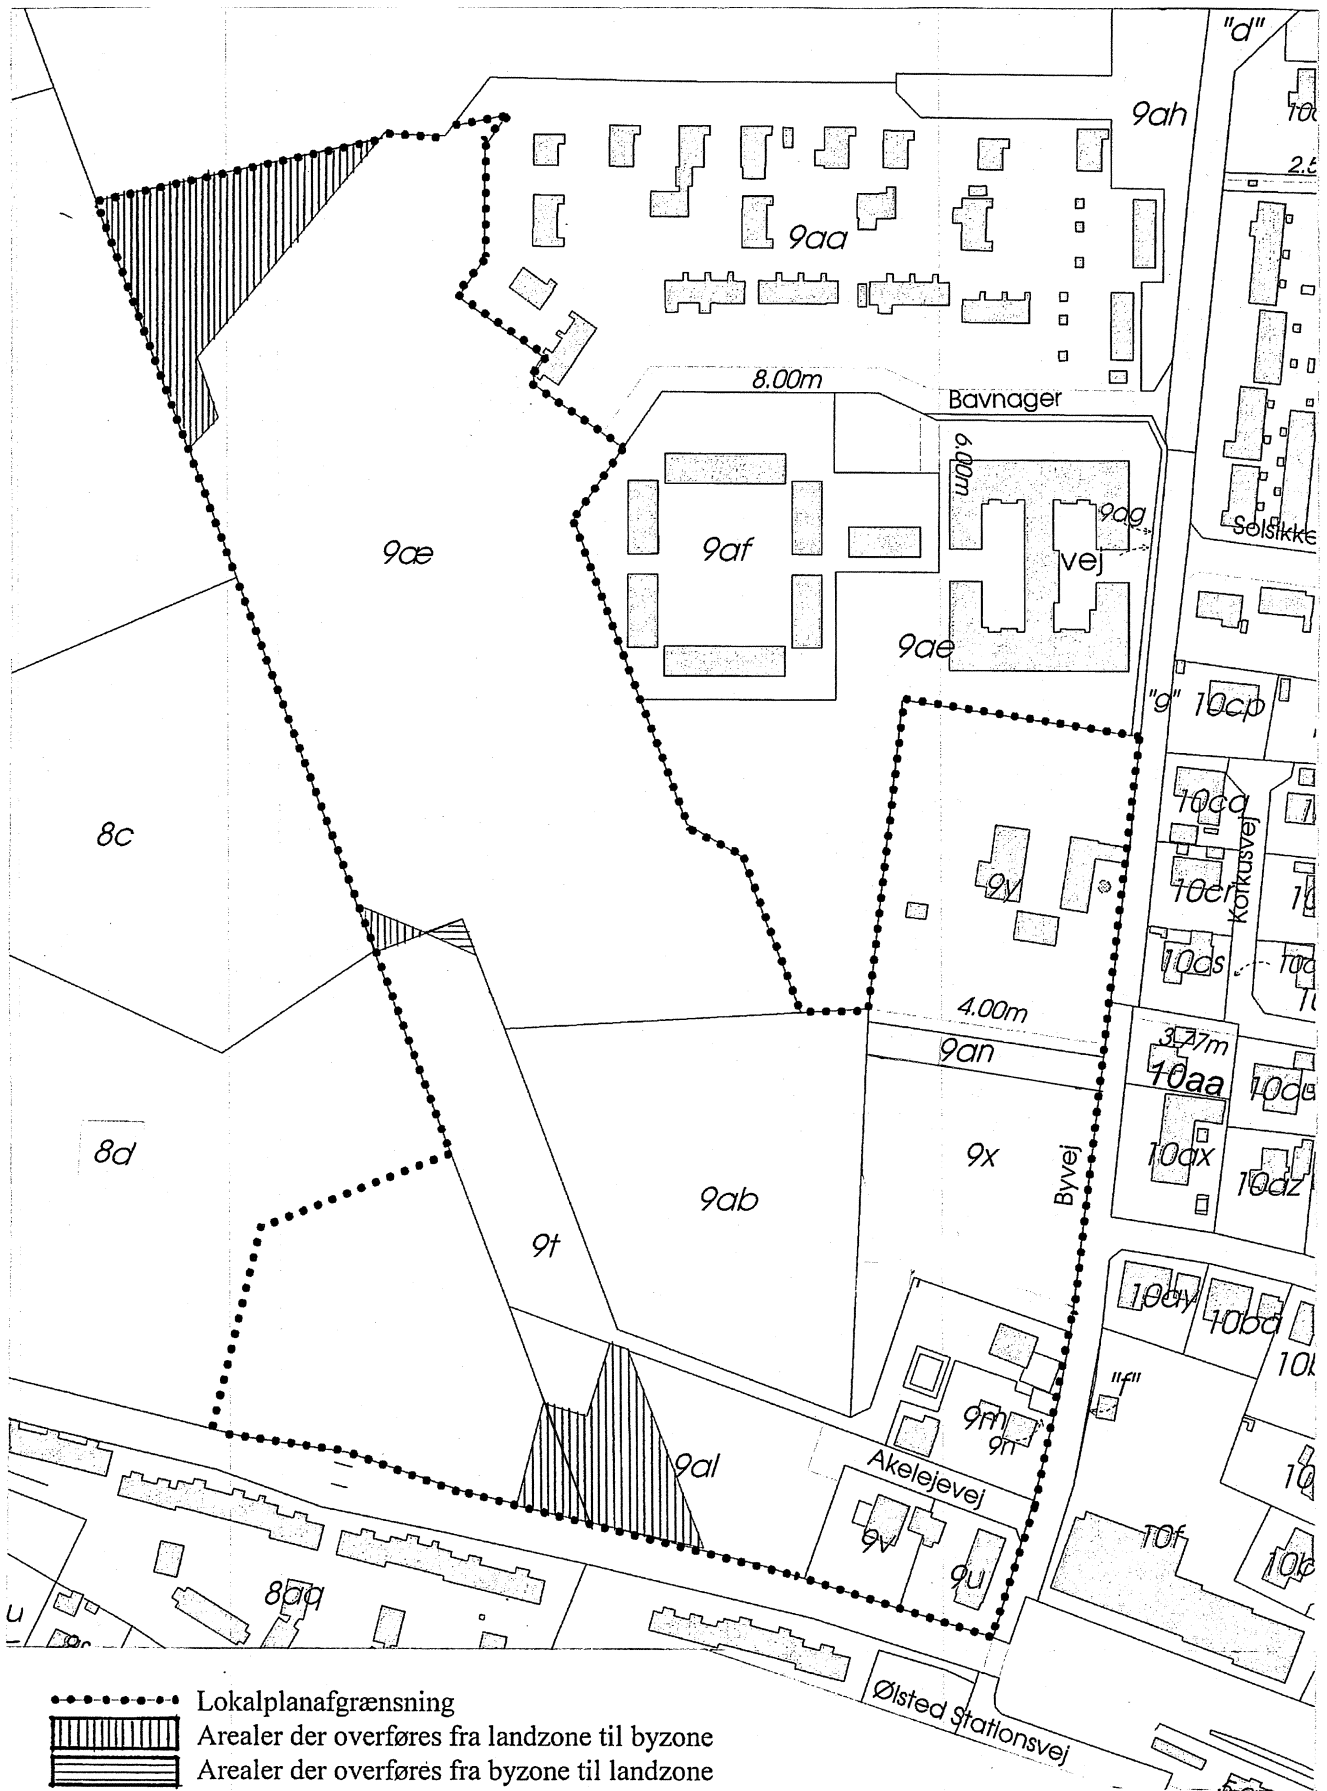 "d"
9ah
2.5
9aa
8.00m
Bavnager
6.00m
9ag
vej
Solsikke
9æ
9af
9ae
"g"
10cp
8c
10cq
Korkusvej
9y
10cr
10cs
4.00m
9an
3.77m
10aa
10cu
8d
9x
10ax
10az
Byvej
9ab
9t
10ay
10ba
"f"
9m
9n
9al
Akelejevej
9v
10f
9u
8aq
u
Ølsted Stationsvej
Lokalplanafgrænsning
Arealer der overføres fra landzone til byzone
Arealer der overføres fra byzone til landzone